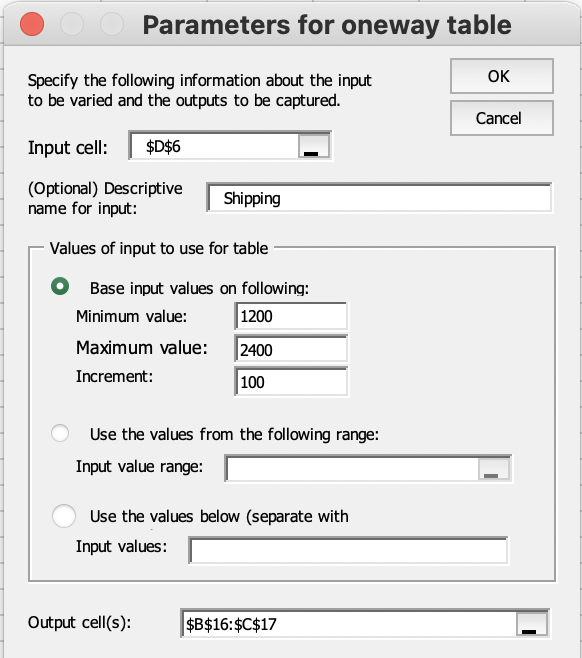 Parameters for oneway table
Specify the following information about the input
to be varied and the outputs to be captured.
OK
Cancel
Input cell: $D$6
(Optional) Descriptive
name for input:
Shipping
Values of input to use for table
Base input values on following:
Minimum value: 1200
Maximum value: 2400
Increment: 100
Use the values from the following range:
Input value range:
Use the values below (separate with
Input values:
Output cell(s): $B$16:$C$17